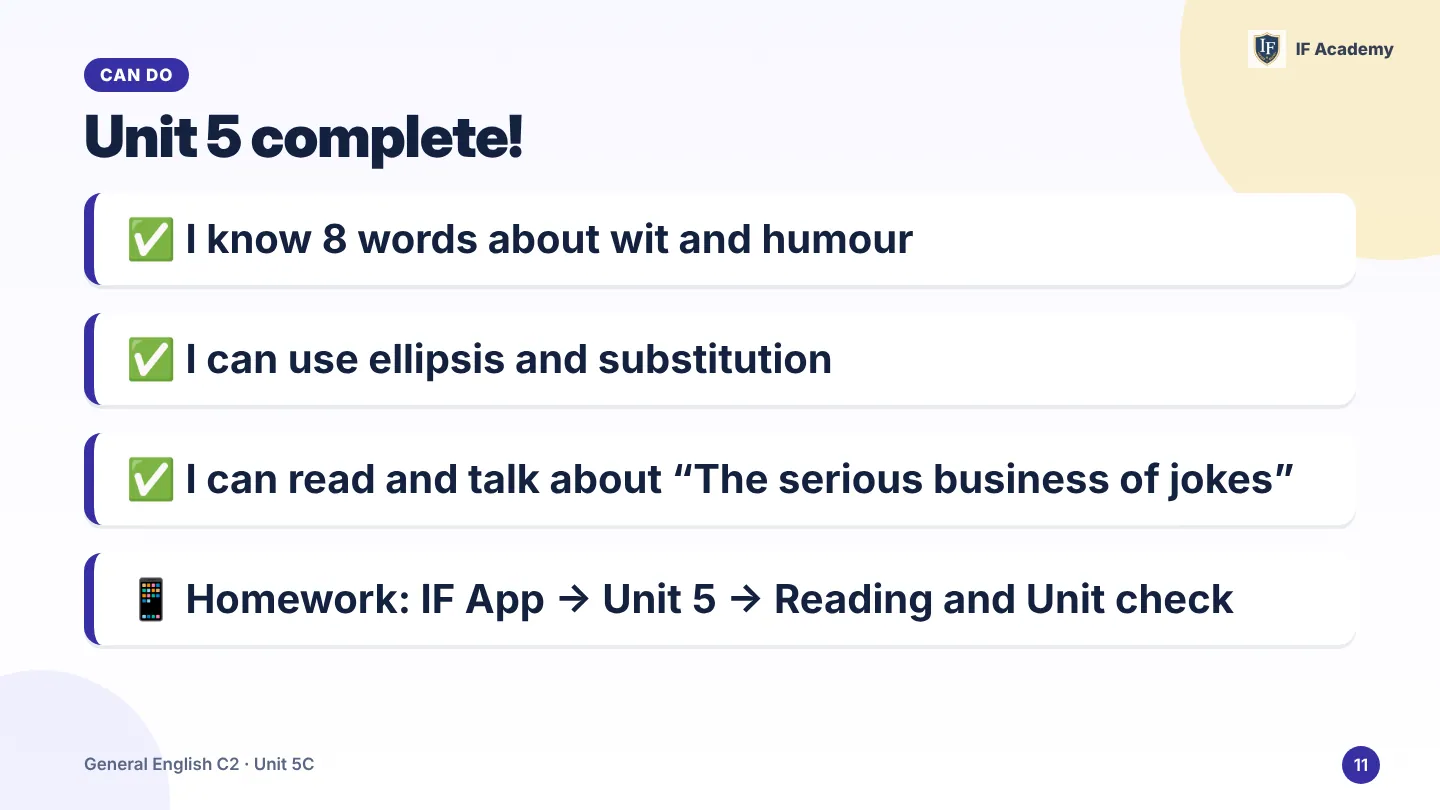 IF Academy
CAN DO
Unit 5 complete!
✅ I know 8 words about wit and humour
✅ I can use ellipsis and substitution
✅ I can read and talk about “The serious business of jokes”
📱 Homework: IF App → Unit 5 → Reading and Unit check
General English C2 · Unit 5C
11